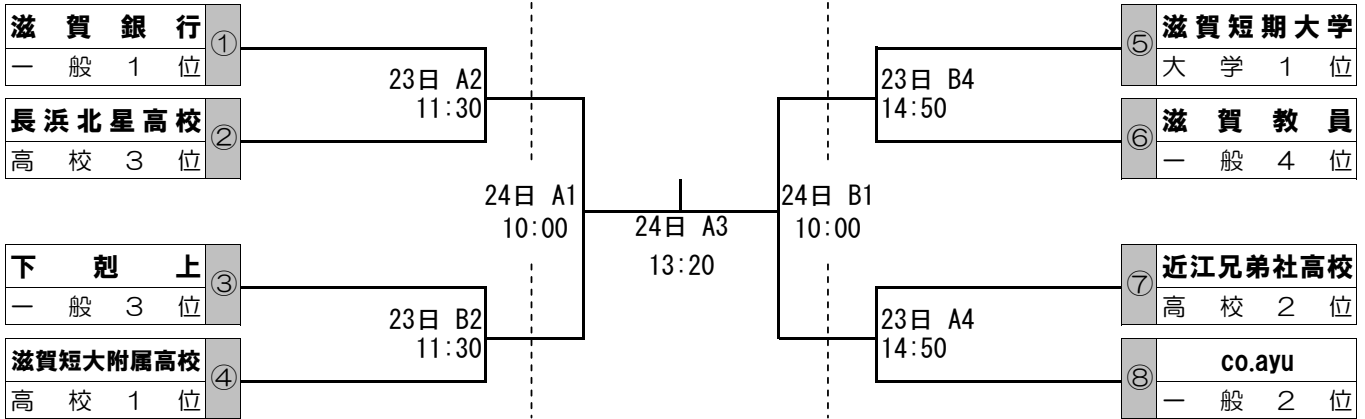 滋賀銀行
①
一般1位
23日 A2
11:30
長浜北星高校
②
高校3位
24日 A1
10:00
下剋上
③
一般3位
23日 B2
11:30
滋賀短大附属高校
④
高校1位
24日 A3
13:20
⑤
滋賀短期大学
大学1位
23日 B4
14:50
⑥
滋賀教員
一般4位
24日 B1
10:00
⑦
近江兄弟社高校
高校2位
23日 A4
14:50
⑧
co.ayu
一般2位